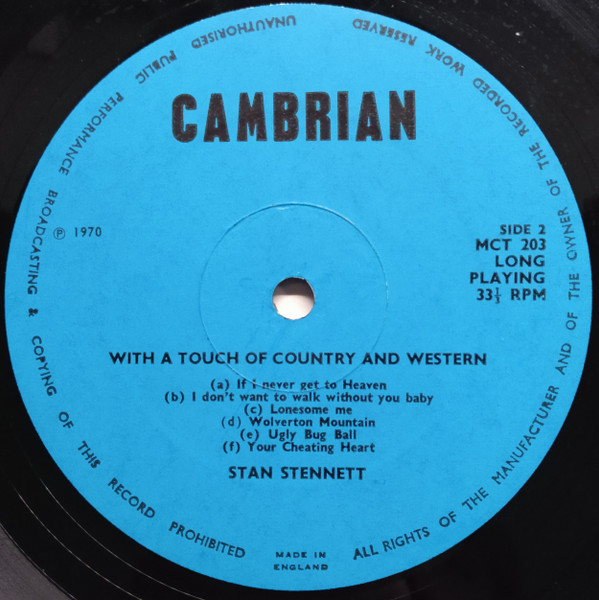 CAMBRIAN
℗ 1970
SIDE 2
MCT 203
LONG
PLAYING
33⅓ RPM
WITH A TOUCH OF COUNTRY AND WESTERN
(a) If i never get to Heaven
(b) I don't want to walk without you baby
(c) Lonesome me
(d) Wolverton Mountain
(e) Ugly Bug Ball
(f) Your Cheating Heart
STAN STENNETT
MADE IN
ENGLAND
ALL RIGHTS OF THE MANUFACTURER AND OF THE OWNER OF THE RECORDED WORK RESERVED UNAUTHORISED PUBLIC PERFORMANCE BROADCASTING & COPYING OF THIS RECORD PROHIBITED